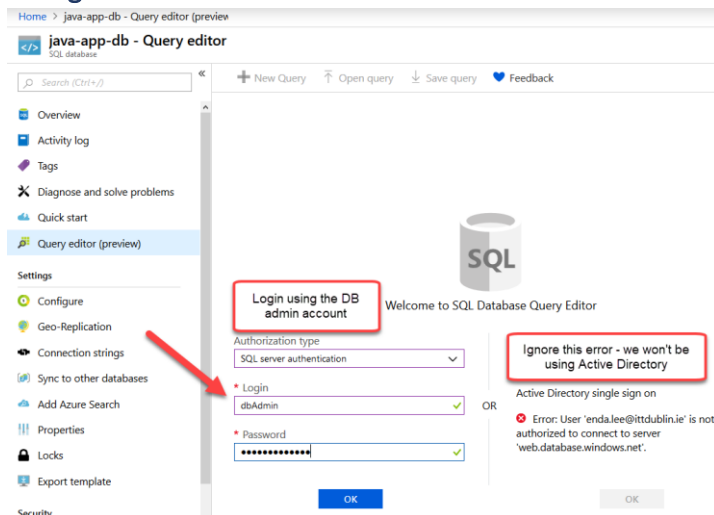 Home > java-app-db - Query editor (preview
java-app-db - Query editor
SQL database
Search (Ctrl+/)
«
New Query
Open query
Save query
Feedback
Overview
Activity log
Tags
Diagnose and solve problems
Quick start
Query editor (preview)
Settings
Configure
Geo-Replication
Connection strings
Sync to other databases
Add Azure Search
Properties
Locks
Export template
Security
SQL
Welcome to SQL Database Query Editor
Login using the DB
admin account
Authorization type
SQL server authentication
* Login
dbAdmin
* Password
•••••••••••••
OK
OR
Ignore this error - we won't be
using Active Directory
Active Directory single sign on
Error: User 'enda.lee@ittdublin.ie' is not
authorized to connect to server
'web.database.windows.net'.
OK